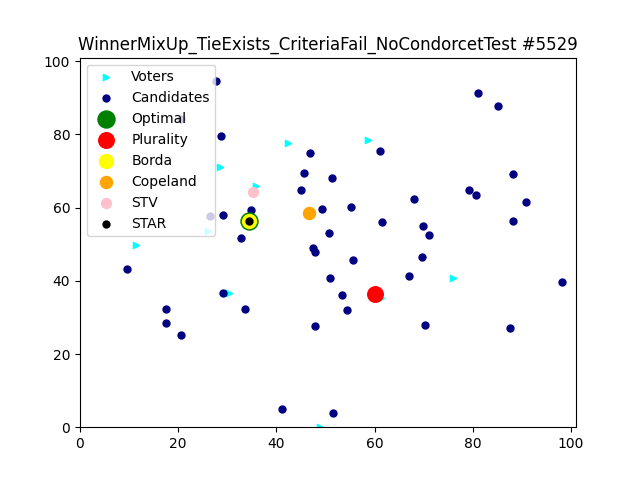 WinnerMixUp_TieExists_CriteriaFail_NoCondorcetTest #5529
100
80
60
40
20
0
Voters
Candidates
Optimal
Plurality
Borda
Copeland
STV
STAR
0 20 40 60 80 100